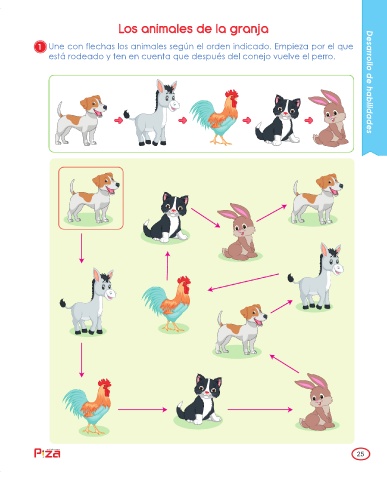 Los animales de la granja
1 Une con flechas los animales según el orden indicado. Empieza por el que
está rodeado y ten en cuenta que después del conejo vuelve el perro.
Desarrollo de habilidades
Piza
25